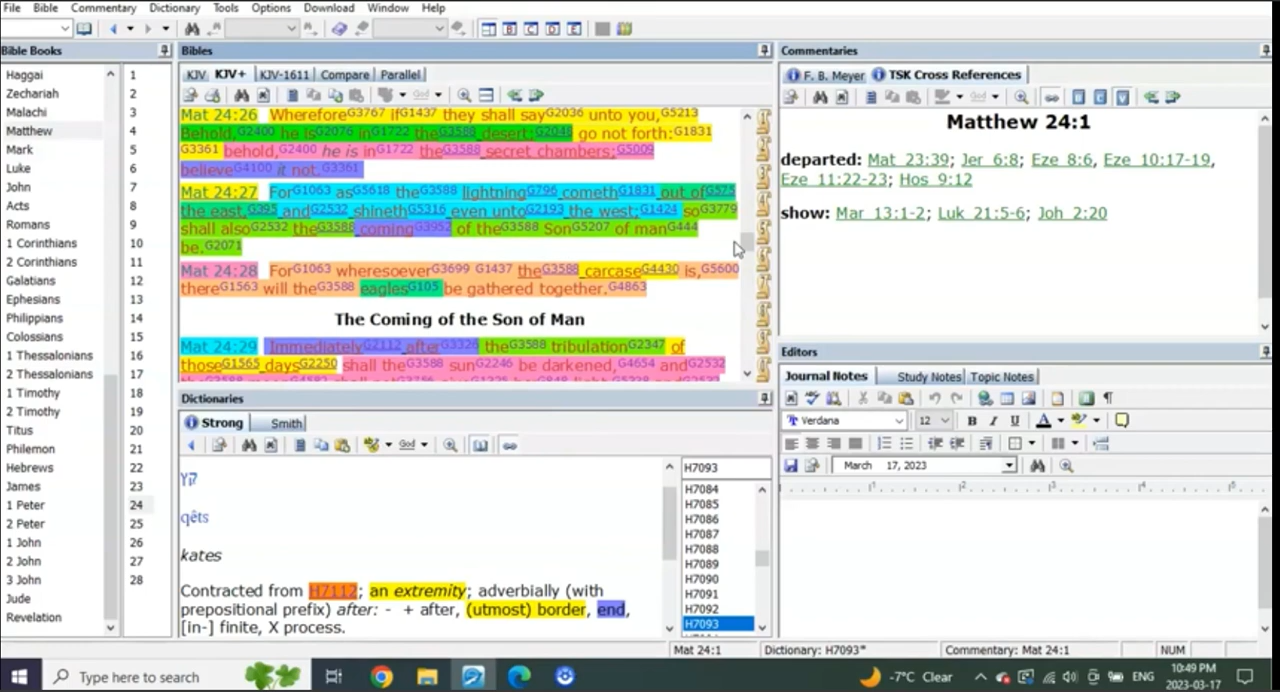 File Bible Commentary Dictionary Tools Options Download Window Help
Bible Books
Haggai
Zechariah
Malachi
Matthew
Mark
Luke
John
Acts
Romans
1 Corinthians
2 Corinthians
Galatians
Ephesians
Philippians
Colossians
1 Thessalonians
2 Thessalonians
1 Timothy
2 Timothy
Titus
Philemon
Hebrews
James
1 Peter
2 Peter
1 John
2 John
3 John
Jude
Revelation
1
2
3
4
5
6
7
8
9
10
11
12
13
14
15
16
17
18
19
20
21
22
23
24
25
26
27
28
Bibles
KJV KJV+ KJV-1611 Compare Parallel
Mat 24:26 WhereforeG3767 ifG1437 they shall sayG2036 unto you,G5213
Behold,G2400 he isG2076 inG1722 theG3588 desert;G2048 go not forth:G1831
G3361 behold,G2400 he is inG1722 theG3588 secret chambers;G5009
believeG4100 it not.G3361
Mat 24:27 ForG1063 asG5618 theG3588 lightningG796 comethG1831 out ofG575
the east,G395 andG2532 shinethG5316 even untoG2193 the west;G1424 soG3779
shall alsoG2532 theG3588 comingG3952 of theG3588 SonG5207 of manG444
be.G2071
Mat 24:28 ForG1063 wheresoeverG3699 G1437 theG3588 carcaseG4430 is,G5600
thereG1563 will theG3588 eaglesG105 be gathered together.G4863
The Coming of the Son of Man
Mat 24:29 ImmediatelyG2112 afterG3326 theG3588 tribulationG2347 of
thoseG1565 daysG2250 shall theG3588 sunG2246 be darkened,G4654 andG2532
Dictionaries
Strong Smith
קץ
qêts
kates
Contracted from H7112; an extremity; adverbially (with
prepositional prefix) after: - + after, (utmost) border, end,
[in-] finite, X process.
H7093
H7084
H7085
H7086
H7087
H7088
H7089
H7090
H7091
H7092
H7093
Commentaries
F. B. Meyer TSK Cross References
Matthew 24:1
departed: Mat 23:39; Jer 6:8; Eze 8:6, Eze 10:17-19,
Eze 11:22-23; Hos 9:12
show: Mar 13:1-2; Luk 21:5-6; Joh 2:20
Editors
Journal Notes Study Notes Topic Notes
Verdana 12 B I U A
March 17, 2023
1 2 3 4 5
Mat 24:1 Dictionary: H7093* Commentary: Mat 24:1 NUM
Type here to search
-7°C Clear ENG
10:49 PM
2023-03-17